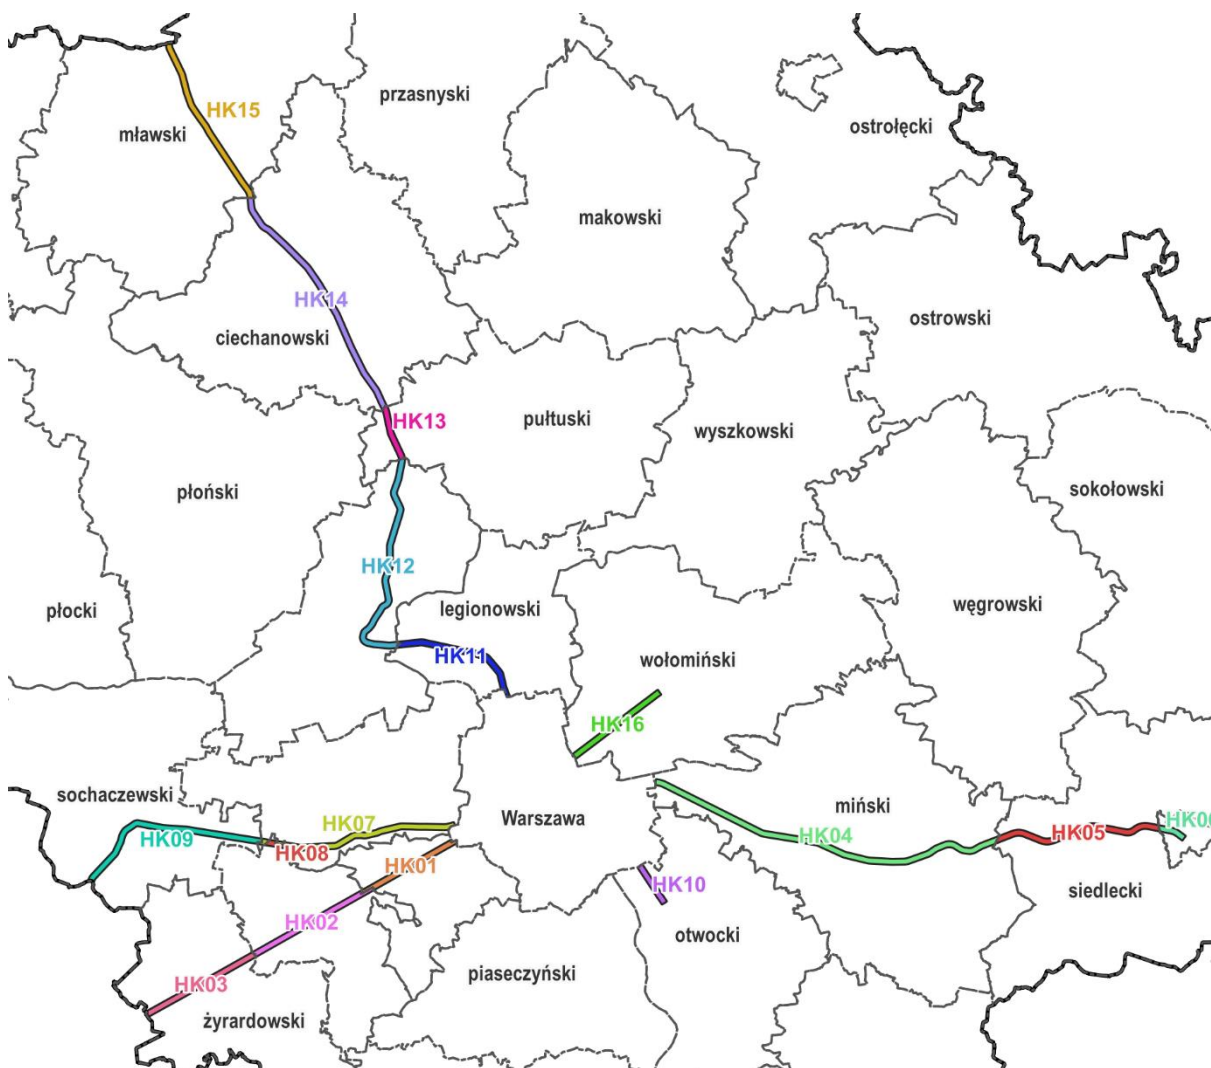 przasnyski
HK15
mławski
ostrołęcki
makowski
HK14
ostrowski
ciechanowski
HK13
pułtuski
wyszkowski
sokołowski
płoński
HK12
płocki
legionowski
węgrowski
HK11
wołomiński
HK16
sochaczewski
HK07
Warszawa
miński
HK09
HK08
HK01
HK04
HK05
HK10
siedlecki
HK02
otwocki
piaseczyński
HK03
żyrardowski